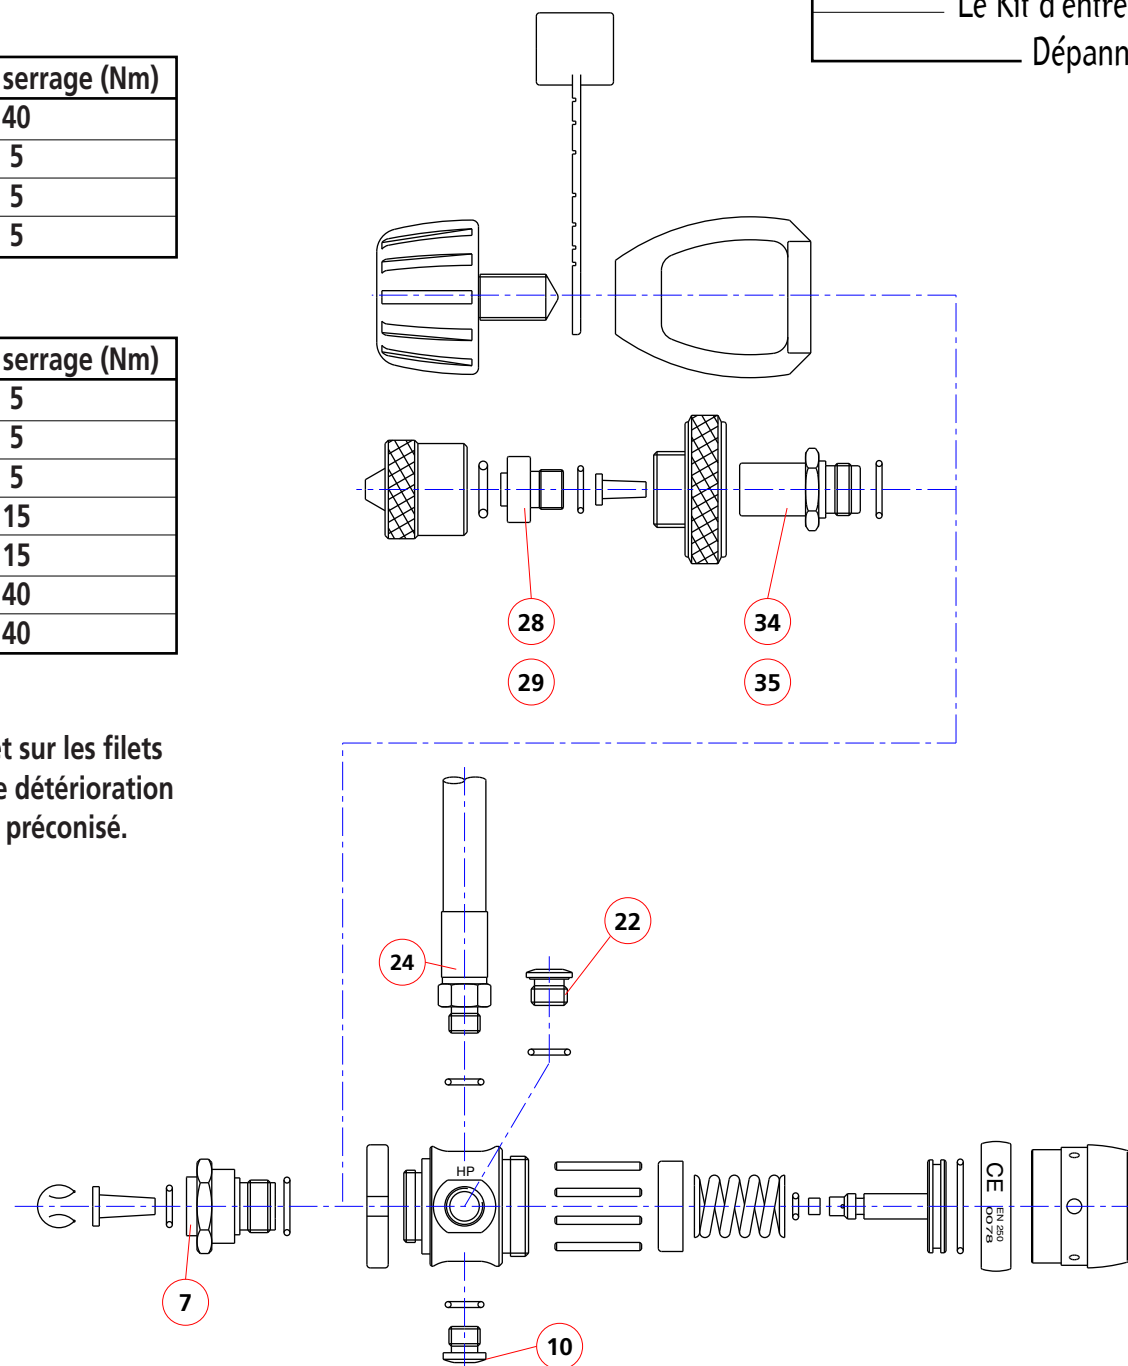 Le Kit d'entre
Dépann
serrage (Nm)
40
5
5
5
serrage (Nm)
5
5
5
15
15
40
40
28
34
29
35
t sur les filets
e détérioration
préconisé.
22
24
HP
CE
EN 250
0078
7
10